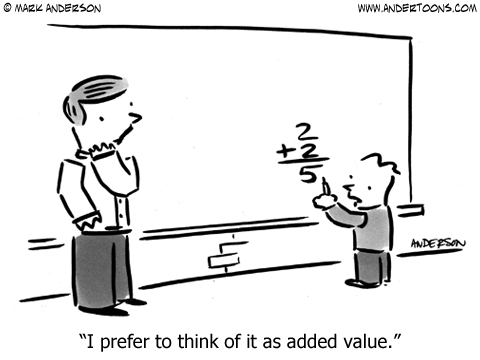 © MARK ANDERSON
WWW.ANDERTOONS.COM
2
+2
5
ANDERSON
“I prefer to think of it as added value.”